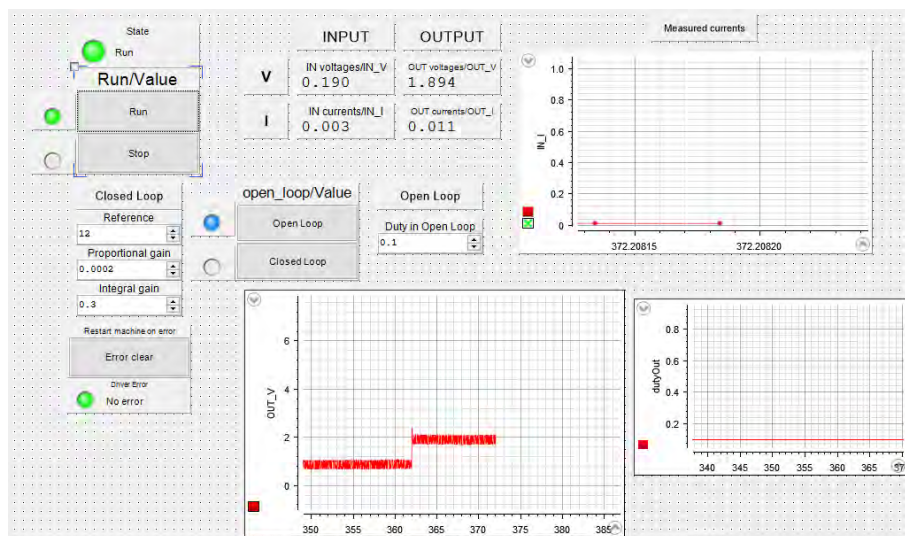 State
Run
Run/Value
Run
Stop
INPUT OUTPUT
V
IN voltages/IN_V OUT voltages/OUT_V
0.190 1.894
I
IN currents/IN_I OUT currents/OUT_I
0.003 0.011
Measured currents
1.0
0.8
0.6
0.4
0.2
0
IN_I
372.20815 372.20820
Closed Loop
Reference
12
Proportional gain
0.0002
Integral gain
0.3
open_loop/Value
Open Loop
Closed Loop
Open Loop
Duty in Open Loop
0.1
Restart machine on error
Error clear
Driver Error
No error
6
4
2
0
OUT_V
350 355 360 365 370 375 380 385
0.8
0.6
0.4
0.2
dutyOut
340 345 350 355 360 365